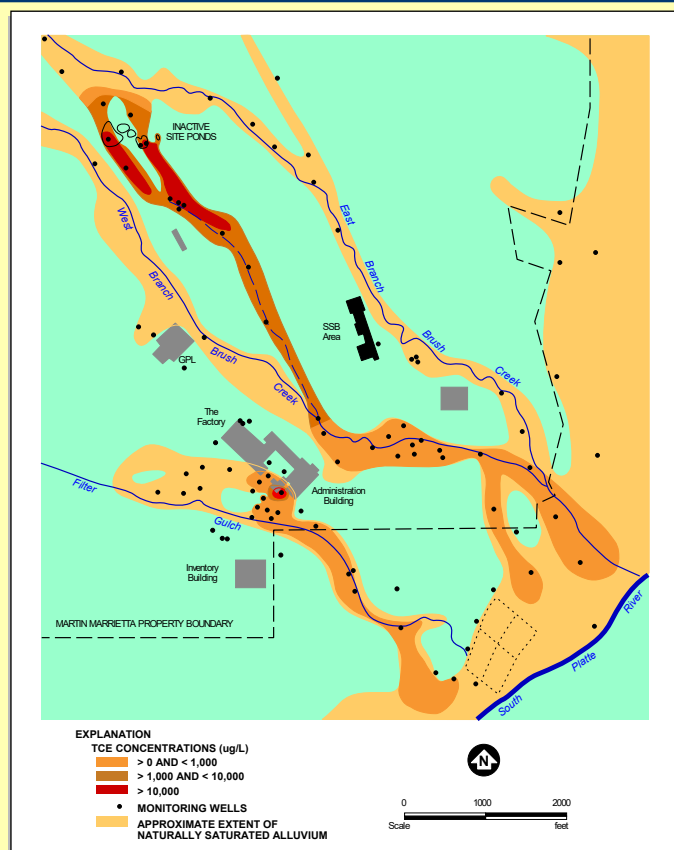 INACTIVE
SITE PONDS
West
Branch
Brush
Creek
East
Branch
Brush
Creek
SSB
Area
GPL
The
Factory
Administration
Building
Filter
Gulch
Inventory
Building
MARTIN MARRIETTA PROPERTY BOUNDARY
South
Platte
River
EXPLANATION
TCE CONCENTRATIONS (ug/L)
> 0 AND < 1,000
> 1,000 AND < 10,000
> 10,000
MONITORING WELLS
APPROXIMATE EXTENT OF
NATURALLY SATURATED ALLUVIUM
N
0 1000 2000
Scale feet